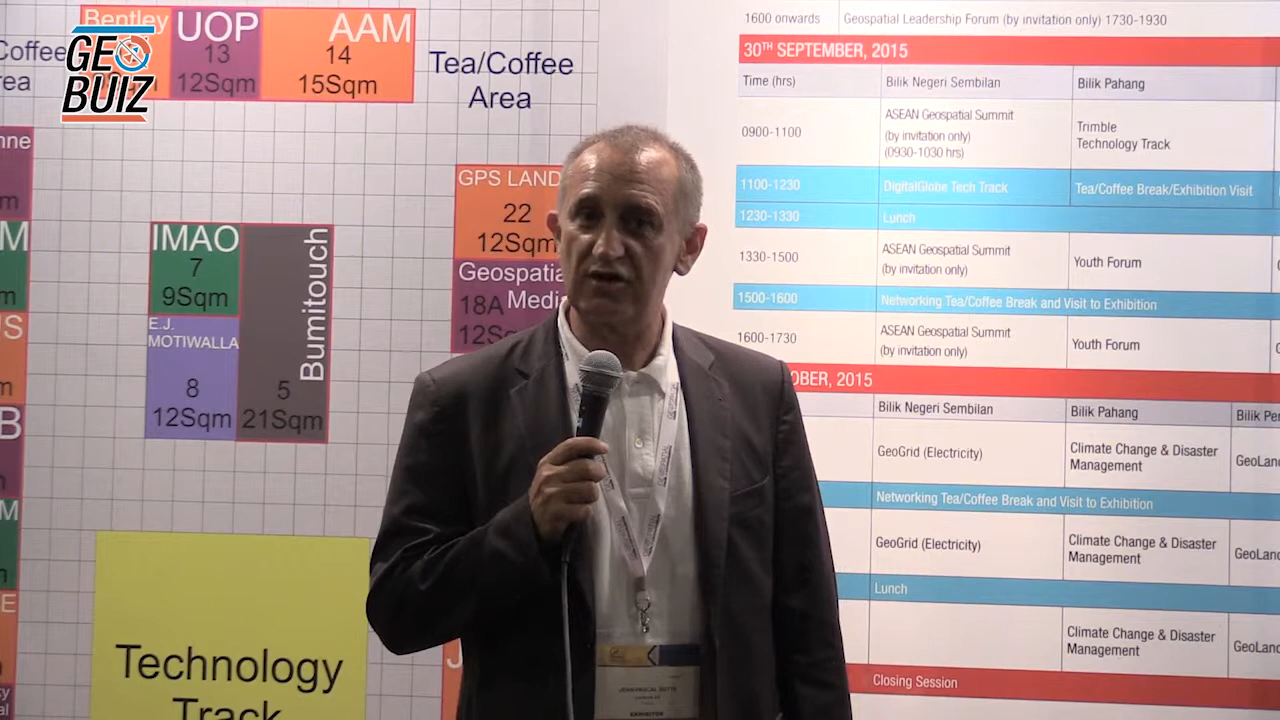 GEO
BUIZ
Bentley
Coffee
UOP
13
12Sqm
AAM
14
15Sqm
Tea/Coffee
Area
GPS LAND
22
12Sqm
18A
IMAO
7
9Sqm
E.J.
MOTIWALLA
8
12Sqm
Bumitouch
5
21Sqm
Technology
Track
1600 onwards Geospatial Leadership Forum (by invitation only) 1730-1930
30TH SEPTEMBER, 2015
Time (hrs) Bilik Negeri Sembilan Bilik Pahang
0900-1100 ASEAN Geospatial Summit
(by invitation only)
(0930-1030 hrs)
Trimble
Technology Track
1100-1230 DigitalGlobe Tech Track Tea/Coffee Break/Exhibition Visit
1230-1330 Lunch
1330-1500 ASEAN Geospatial Summit
(by invitation only)
Youth Forum
1500-1600 Networking Tea/Coffee Break and Visit to Exhibition
1600-1730 ASEAN Geospatial Summit
(by invitation only)
Youth Forum
OBER, 2015
Bilik Negeri Sembilan Bilik Pahang Bilik Pe
GeoGrid (Electricity) Climate Change & Disaster
Management
GeoLan
Networking Tea/Coffee Break and Visit to Exhibition
GeoGrid (Electricity) Climate Change & Disaster
Management
GeoLan
Lunch
Climate Change & Disaster
Management
GeoLan
Closing Session
EXHIBITOR